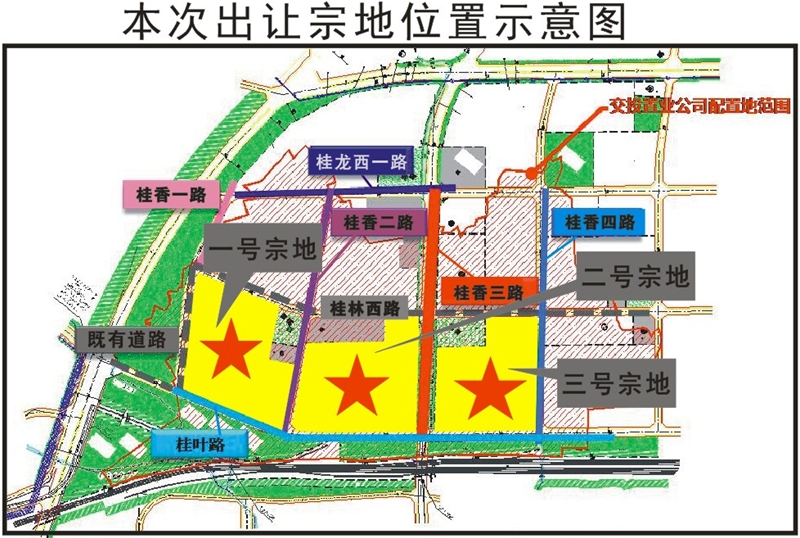 本次出让宗地位置示意图
交投置业公司配置地范围
桂龙西一路
桂香一路
桂香二路
桂香四路
一号宗地
二号宗地
桂香三路
桂林西路
既有道路
三号宗地
桂叶路